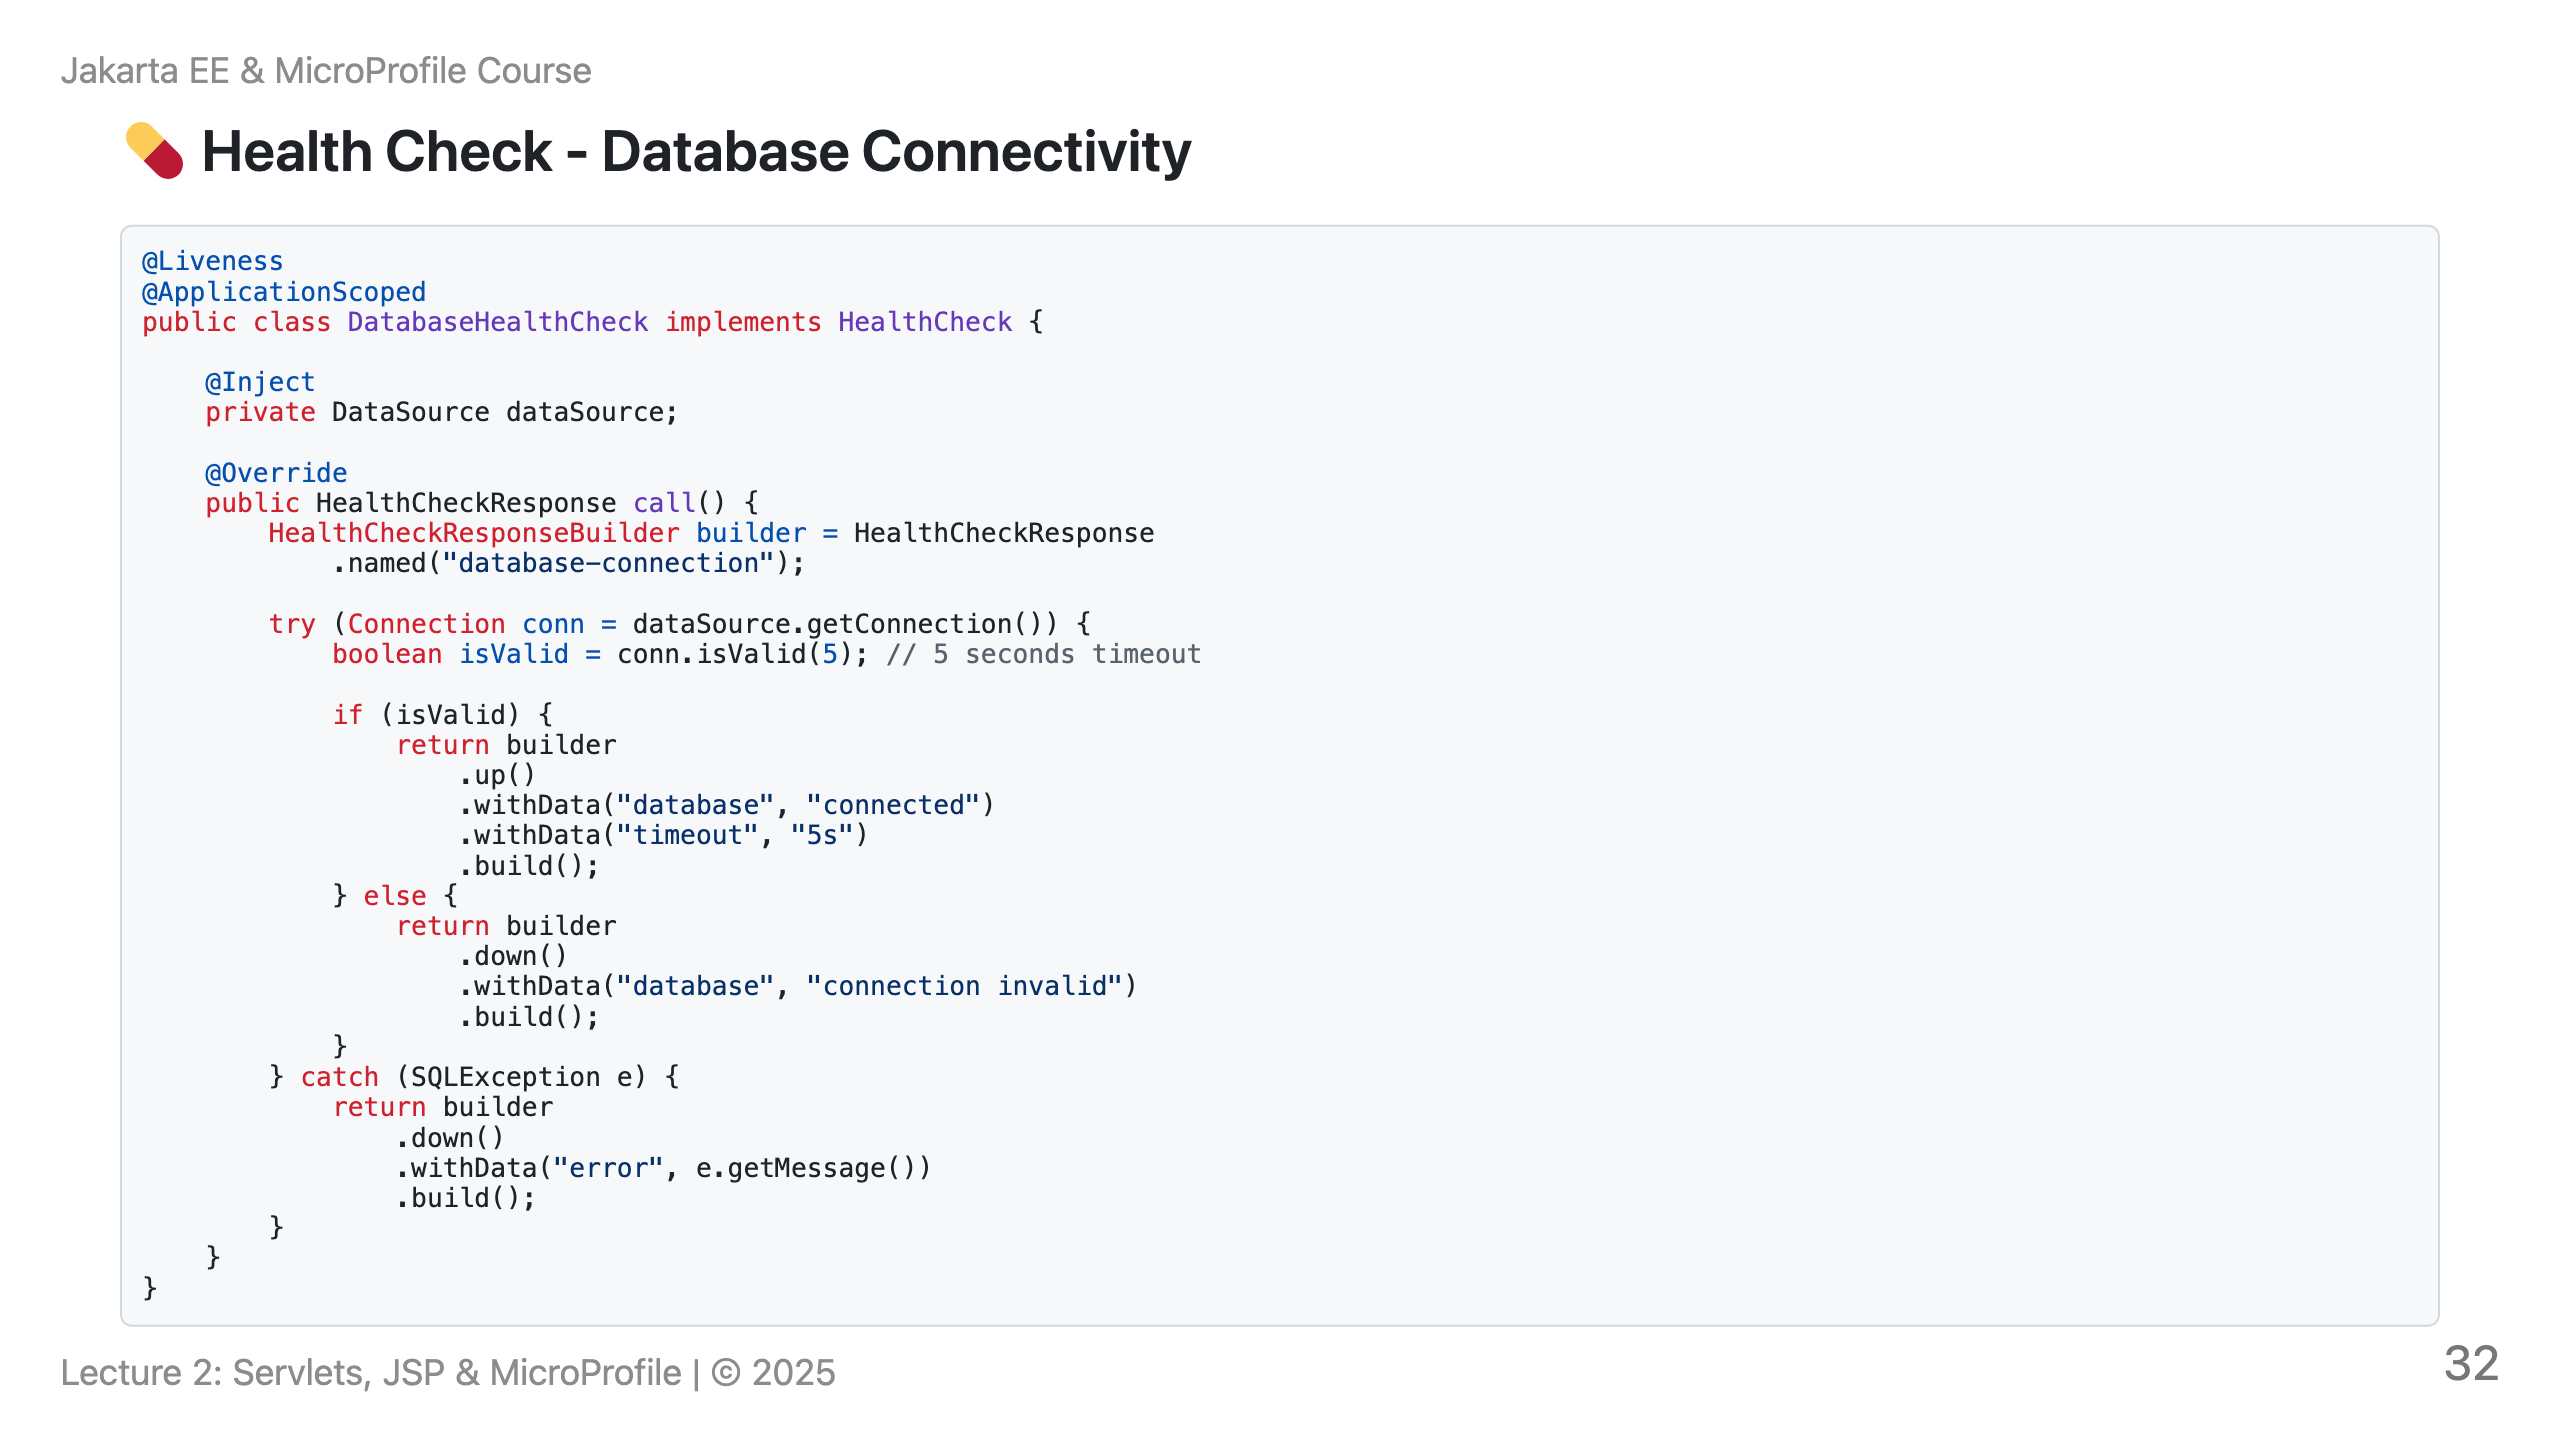 Jakarta EE & MicroProfile Course
💊 Health Check - Database Connectivity
@Liveness
@ApplicationScoped
public class DatabaseHealthCheck implements HealthCheck {

    @Inject
    private DataSource dataSource;

    @Override
    public HealthCheckResponse call() {
        HealthCheckResponseBuilder builder = HealthCheckResponse
            .named("database-connection");

        try (Connection conn = dataSource.getConnection()) {
            boolean isValid = conn.isValid(5); // 5 seconds timeout

            if (isValid) {
                return builder
                    .up()
                    .withData("database", "connected")
                    .withData("timeout", "5s")
                    .build();
            } else {
                return builder
                    .down()
                    .withData("database", "connection invalid")
                    .build();
            }
        } catch (SQLException e) {
            return builder
                .down()
                .withData("error", e.getMessage())
                .build();
        }
    }
}
Lecture 2: Servlets, JSP & MicroProfile | © 2025
32